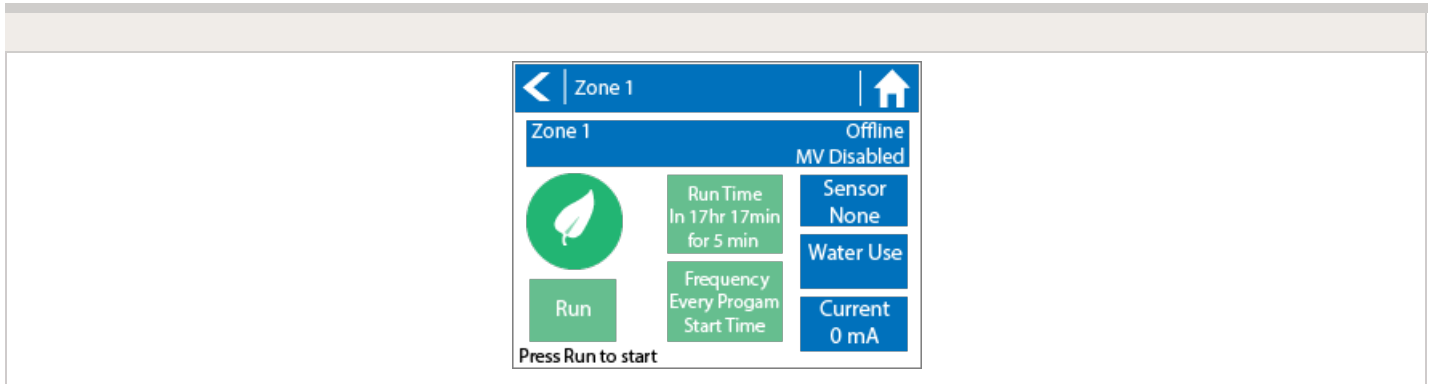 Zone 1
Zone 1
Offline
MV Disabled
Run Time
In 17hr 17min
for 5 min
Sensor
None
Water Use
Run
Frequency
Every Progam
Start Time
Current
0 mA
Press Run to start